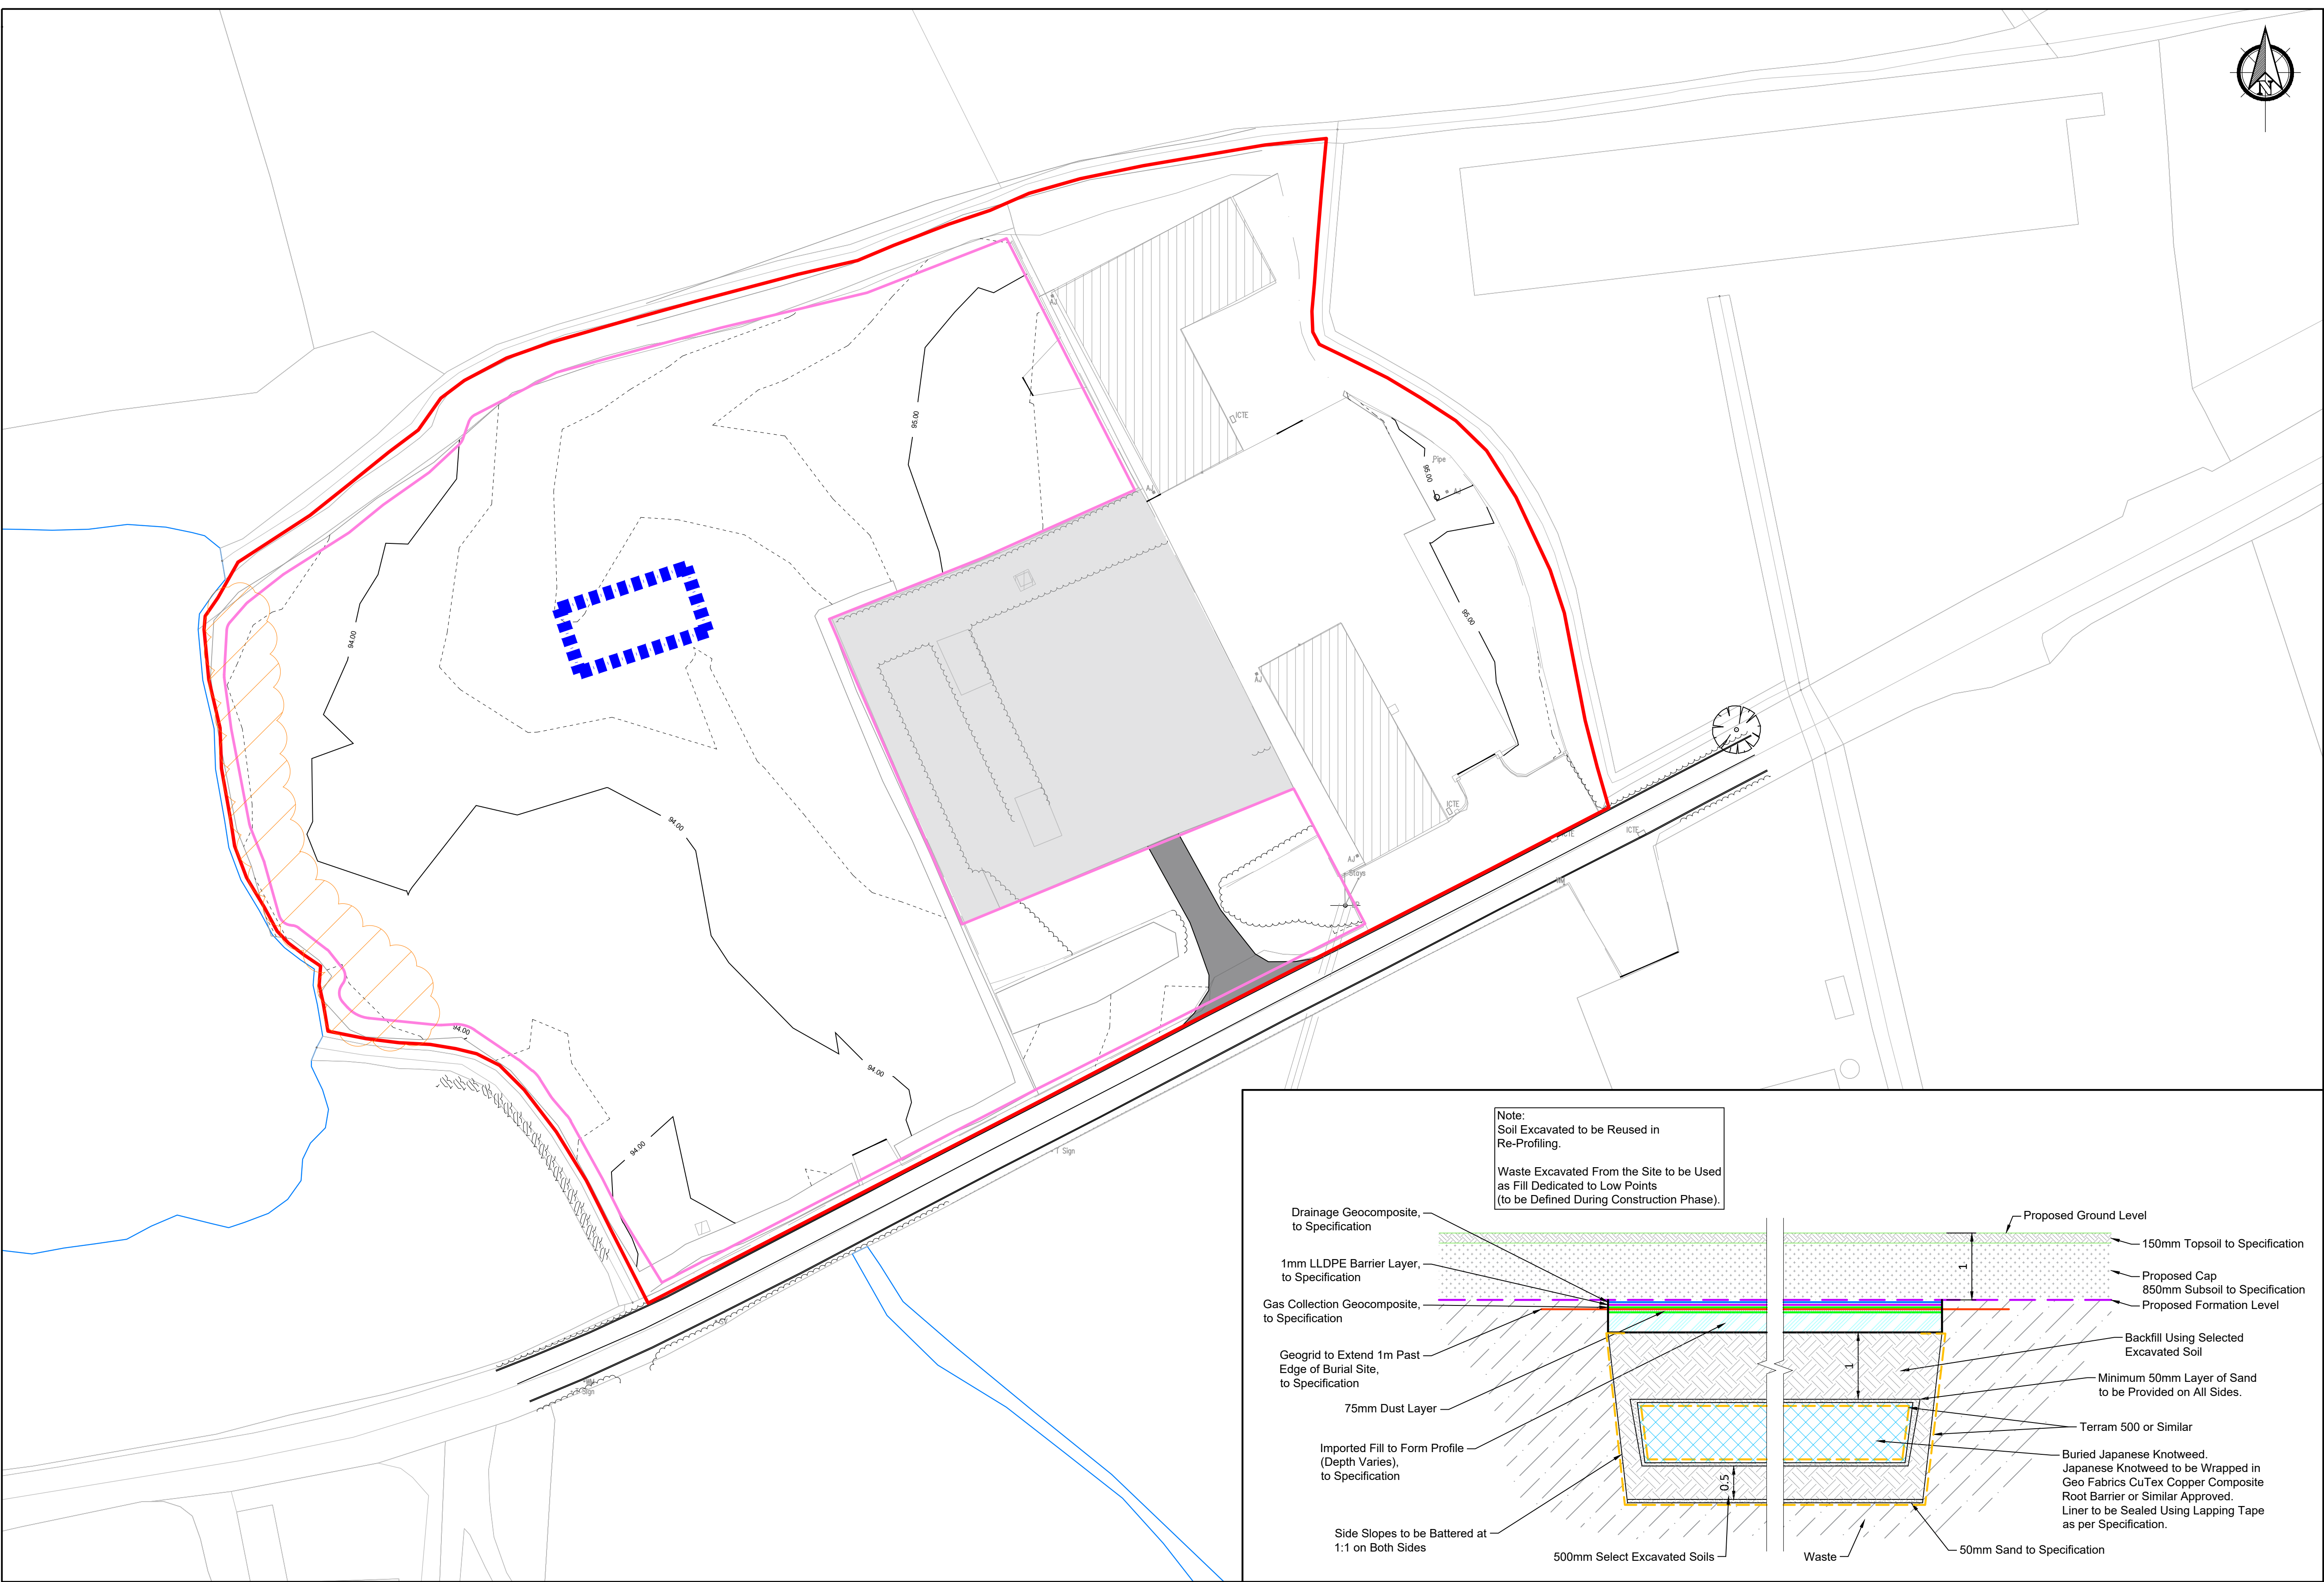 N
AJ
95.00
ICTE
Pipe
95.00
AJ
AJ
95.00
94.00
AJ
94.00
ICTE
ICTE
ICTE
AJ
Stays
94.00
94.00
94.00
T Sign
Sign
Note:
Soil Excavated to be Reused in
Re-Profiling.
Waste Excavated From the Site to be Used
as Fill Dedicated to Low Points
(to be Defined During Construction Phase).
Drainage Geocomposite,
to Specification
1mm LLDPE Barrier Layer,
to Specification
Gas Collection Geocomposite,
to Specification
Geogrid to Extend 1m Past
Edge of Burial Site,
to Specification
75mm Dust Layer
Imported Fill to Form Profile
(Depth Varies),
to Specification
Side Slopes to be Battered at
1:1 on Both Sides
500mm Select Excavated Soils
Waste
1
1
0.5
Proposed Ground Level
150mm Topsoil to Specification
Proposed Cap
850mm Subsoil to Specification
Proposed Formation Level
Backfill Using Selected
Excavated Soil
Minimum 50mm Layer of Sand
to be Provided on All Sides.
Terram 500 or Similar
Buried Japanese Knotweed.
Japanese Knotweed to be Wrapped in
Geo Fabrics CuTex Copper Composite
Root Barrier or Similar Approved.
Liner to be Sealed Using Lapping Tape
as per Specification.
50mm Sand to Specification